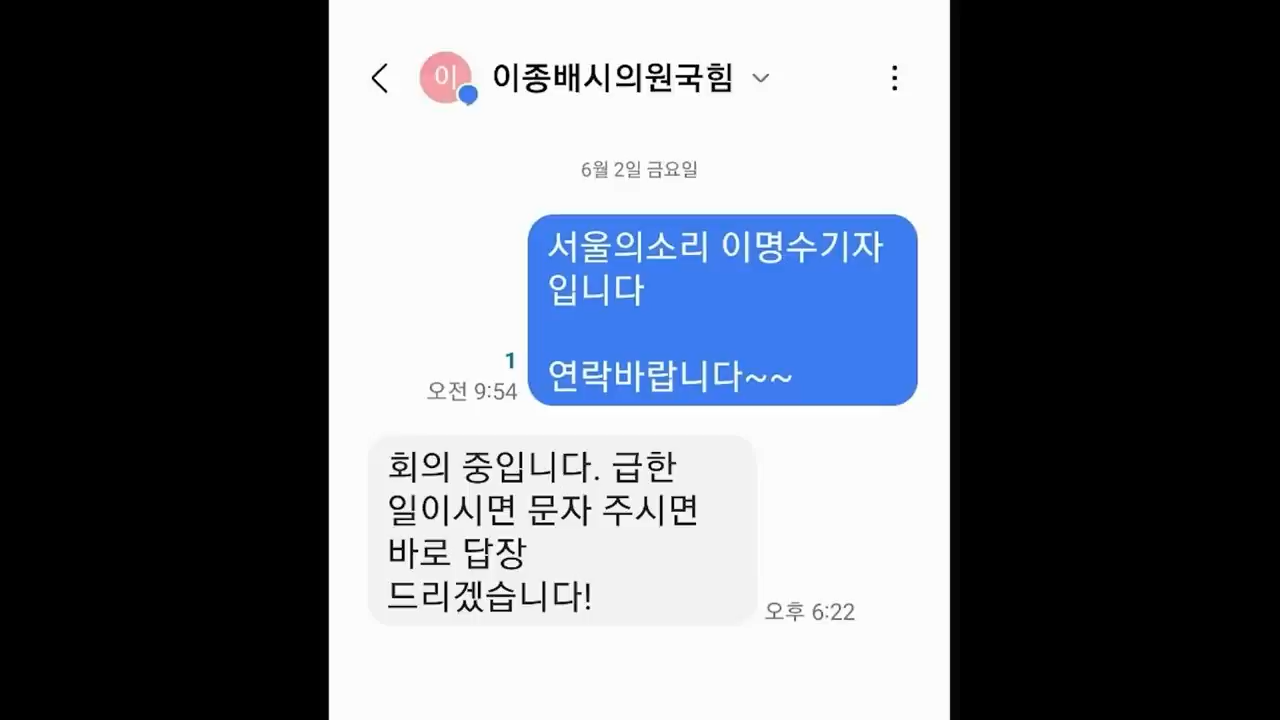 이
이종배시의원국힘
6월 2일 금요일
서울의소리 이명수기자
입니다
연락바랍니다~~
1
오전 9:54
회의 중입니다. 급한
일이시면 문자 주시면
바로 답장
드리겠습니다!
오후 6:22